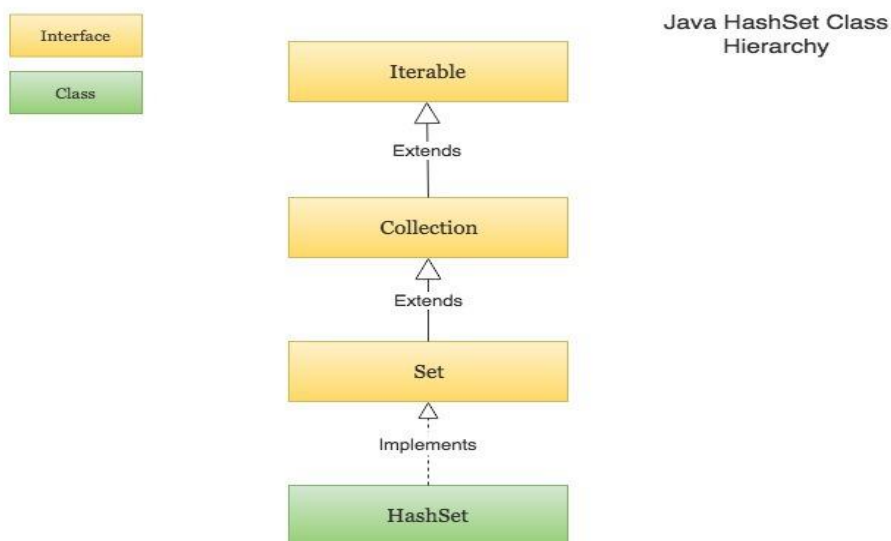 Interface
Class
Java HashSet Class
Hierarchy
Iterable
Extends
Collection
Extends
Set
Implements
HashSet